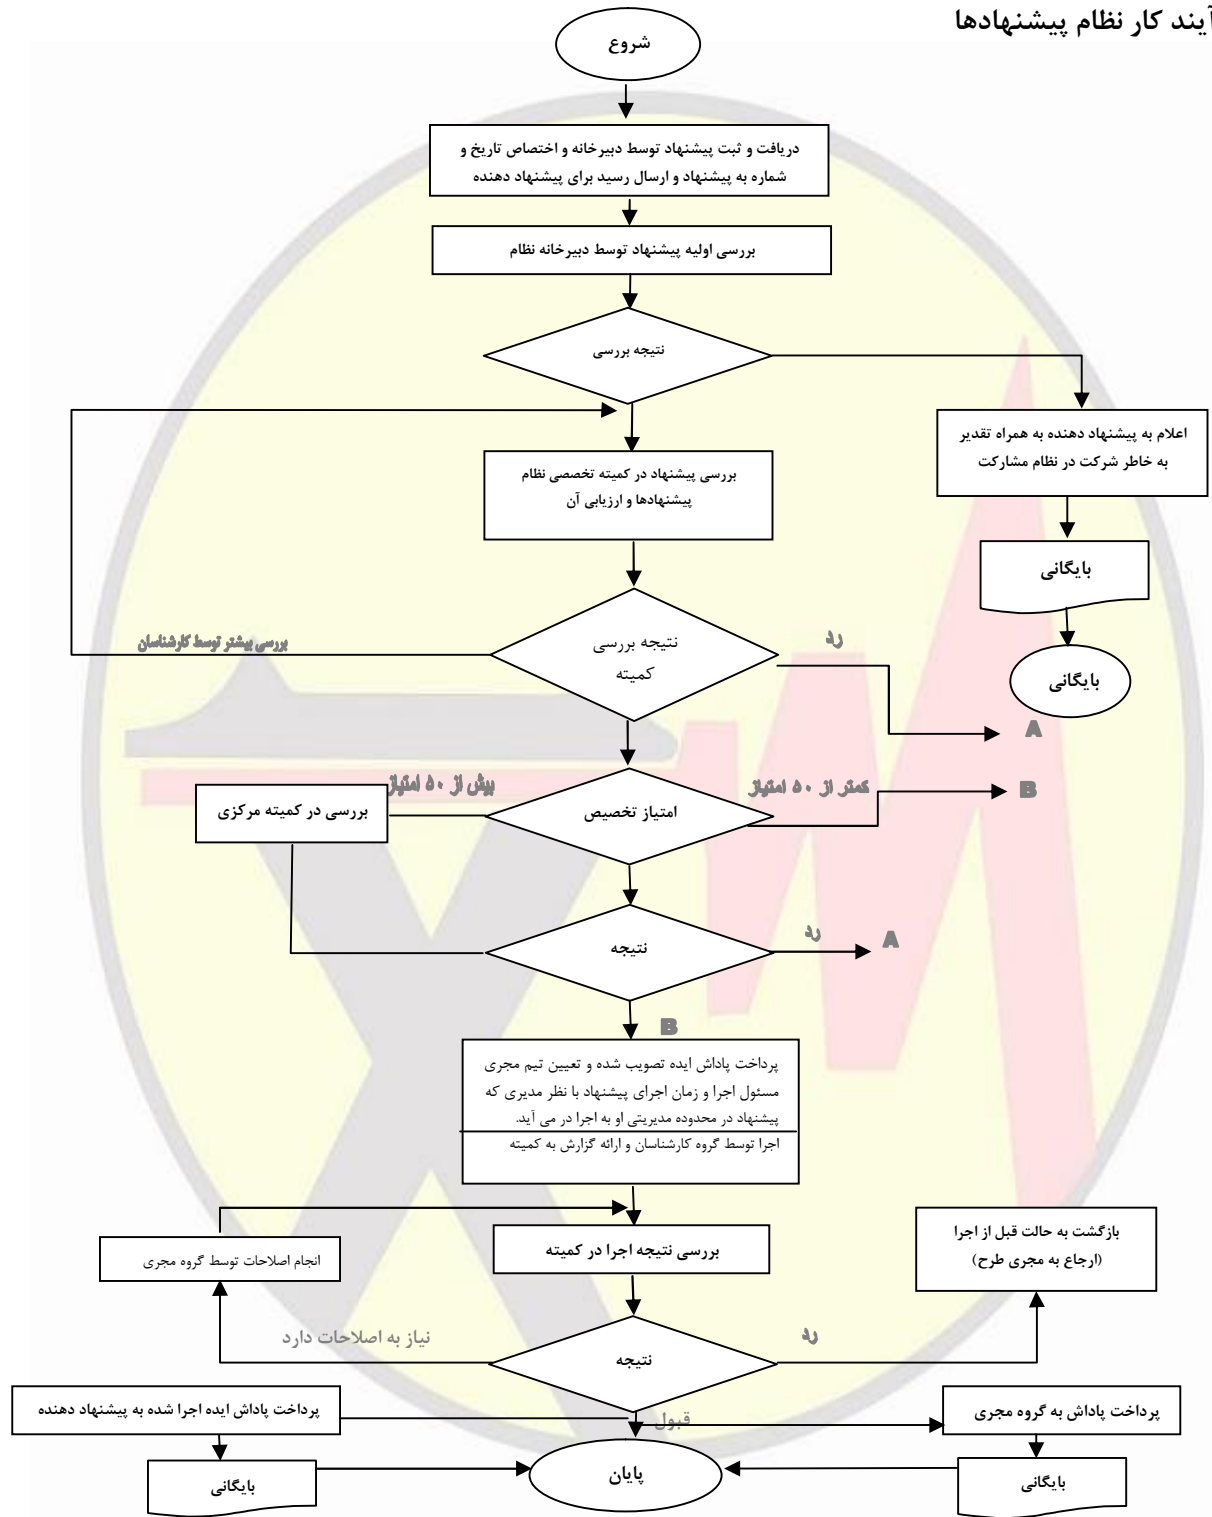 آیند کار نظام پیشنهادها
شروع
دریافت و ثبت پیشنهاد توسط دبیرخانه و اختصاص تاریخ و
شماره به پیشنهاد و ارسال رسید برای پیشنهاد دهنده
بررسی اولیه پیشنهاد توسط دبیرخانه نظام
نتیجه بررسی
اعلام به پیشنهاد دهنده به همراه تقدیر
به خاطر شرکت در نظام مشارکت
بررسی پیشنهاد در کمیته تخصصی نظام
پیشنهادها و ارزیابی آن
بایگانی
بایگانی
نتیجه بررسی
کمیته
رد
بررسی بیشتر توسط کارشناسان
A
امتیاز تخصیص
کمتر از ۵۰ امتیاز
B
بیش از ۵۰ امتیاز
بررسی در کمیته مرکزی
نتیجه
رد
A
B
پرداخت پاداش ایده تصویب شده و تعیین تیم مجری
مسئول اجرا و زمان اجرای پیشنهاد با نظر مدیری که
پیشنهاد در محدوده مدیریتی او به اجرا در می آید.
اجرا توسط گروه کارشناسان و ارائه گزارش به کمیته
بررسی نتیجه اجرا در کمیته
بازگشت به حالت قبل از اجرا
(ارجاع به مجری طرح)
انجام اصلاحات توسط گروه مجری
نتیجه
رد
نیاز به اصلاحات دارد
قبول
پرداخت پاداش به گروه مجری
پرداخت پاداش ایده اجرا شده به پیشنهاد دهنده
بایگانی
پایان
بایگانی